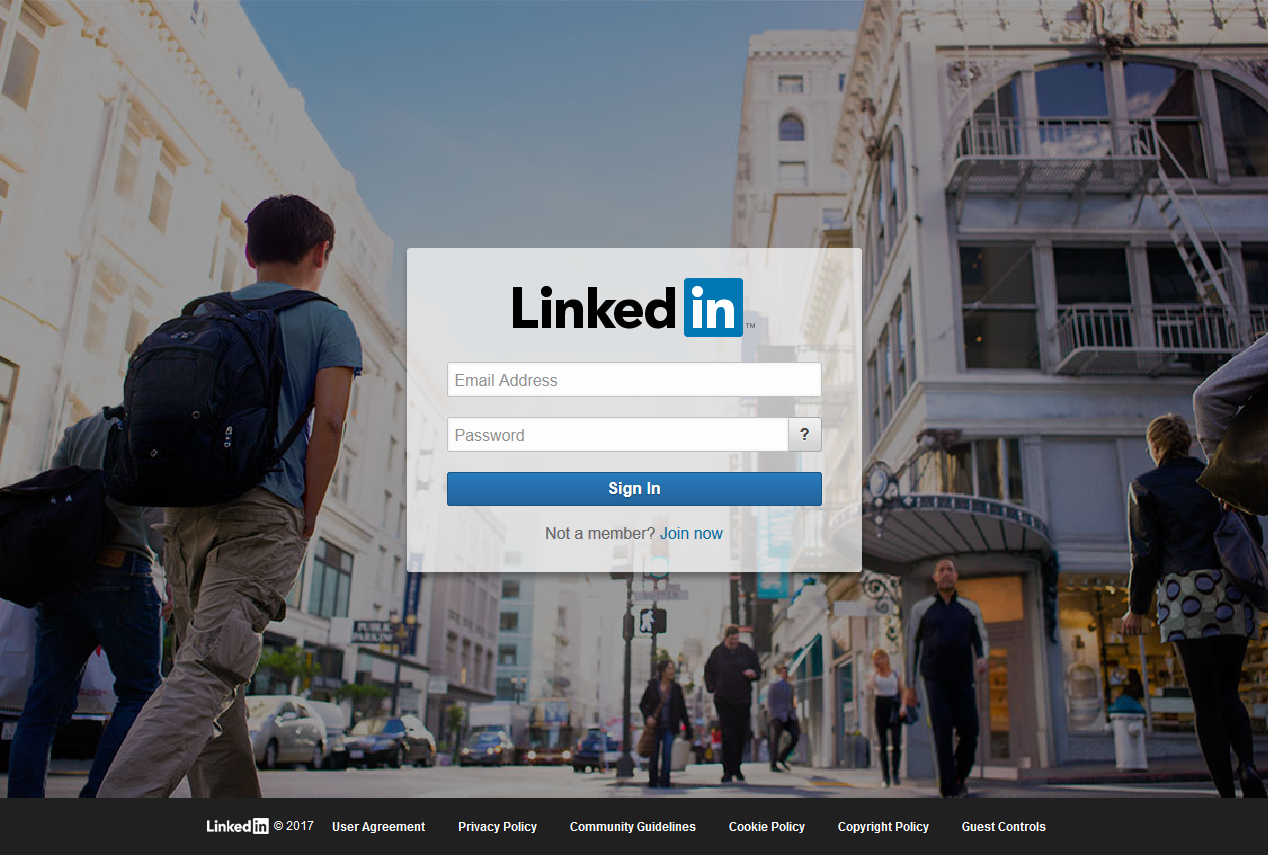 Linked in ™
Email Address
Password ?
Sign In
Not a member? Join now
PUBLIC
PARKING
Linked in © 2017 User Agreement Privacy Policy Community Guidelines Cookie Policy Copyright Policy Guest Controls